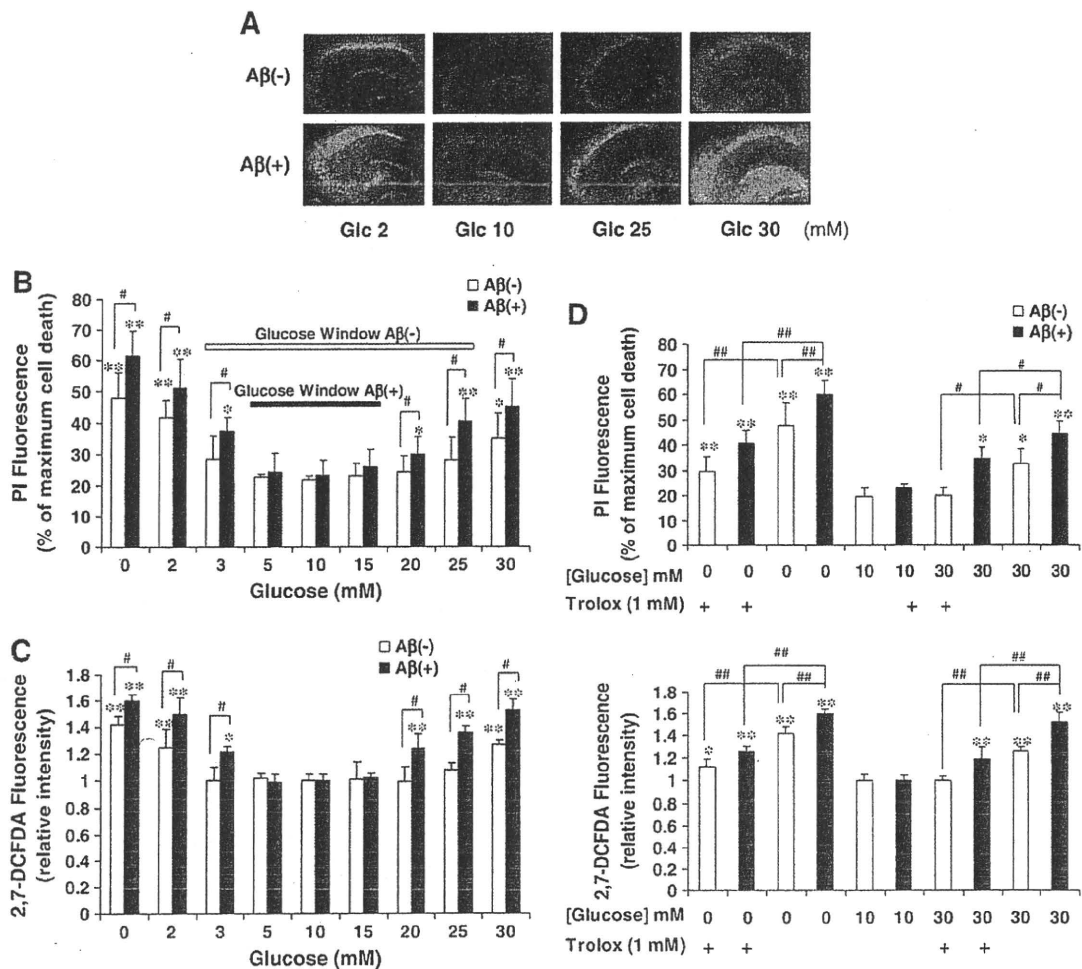 A
Aβ(-)
Aβ(+)
Glc 2 Glc 10 Glc 25 Glc 30 (mM)
B
PI Fluorescence
(% of maximum cell death)
80
70
60
50
40
30
20
10
0
Aβ(-)
Aβ(+)
Glucose Window Aβ(-)
Glucose Window Aβ(+)
# # # # # #
** ** ** ** * * ** * **
0 2 3 5 10 15 20 25 30
Glucose (mM)
C
2,7-DCFDA Fluorescence
(relative intensity)
1.8
1.6
1.4
1.2
1
0.8
0.6
0.4
0.2
0
Aβ(-)
Aβ(+)
# # # # # #
** ** ** ** * ** ** ** **
0 2 3 5 10 15 20 25 30
Glucose (mM)
D
PI Fluorescence
(% of maximum cell death)
80
70
60
50
40
30
20
10
0
Aβ(-)
Aβ(+)
## ## ## # # #
** ** ** ** * * **
[Glucose] mM 0 0 0 0 10 10 30 30 30 30
Trolox (1 mM) + + + +
2,7-DCFDA Fluorescence
(relative intensity)
1.8
1.6
1.4
1.2
1
0.8
0.6
0.4
0.2
0
## ## ## ## ## ##
* ** ** ** ** ** **
[Glucose] mM 0 0 0 0 10 10 30 30 30 30
Trolox (1 mM) + + + +